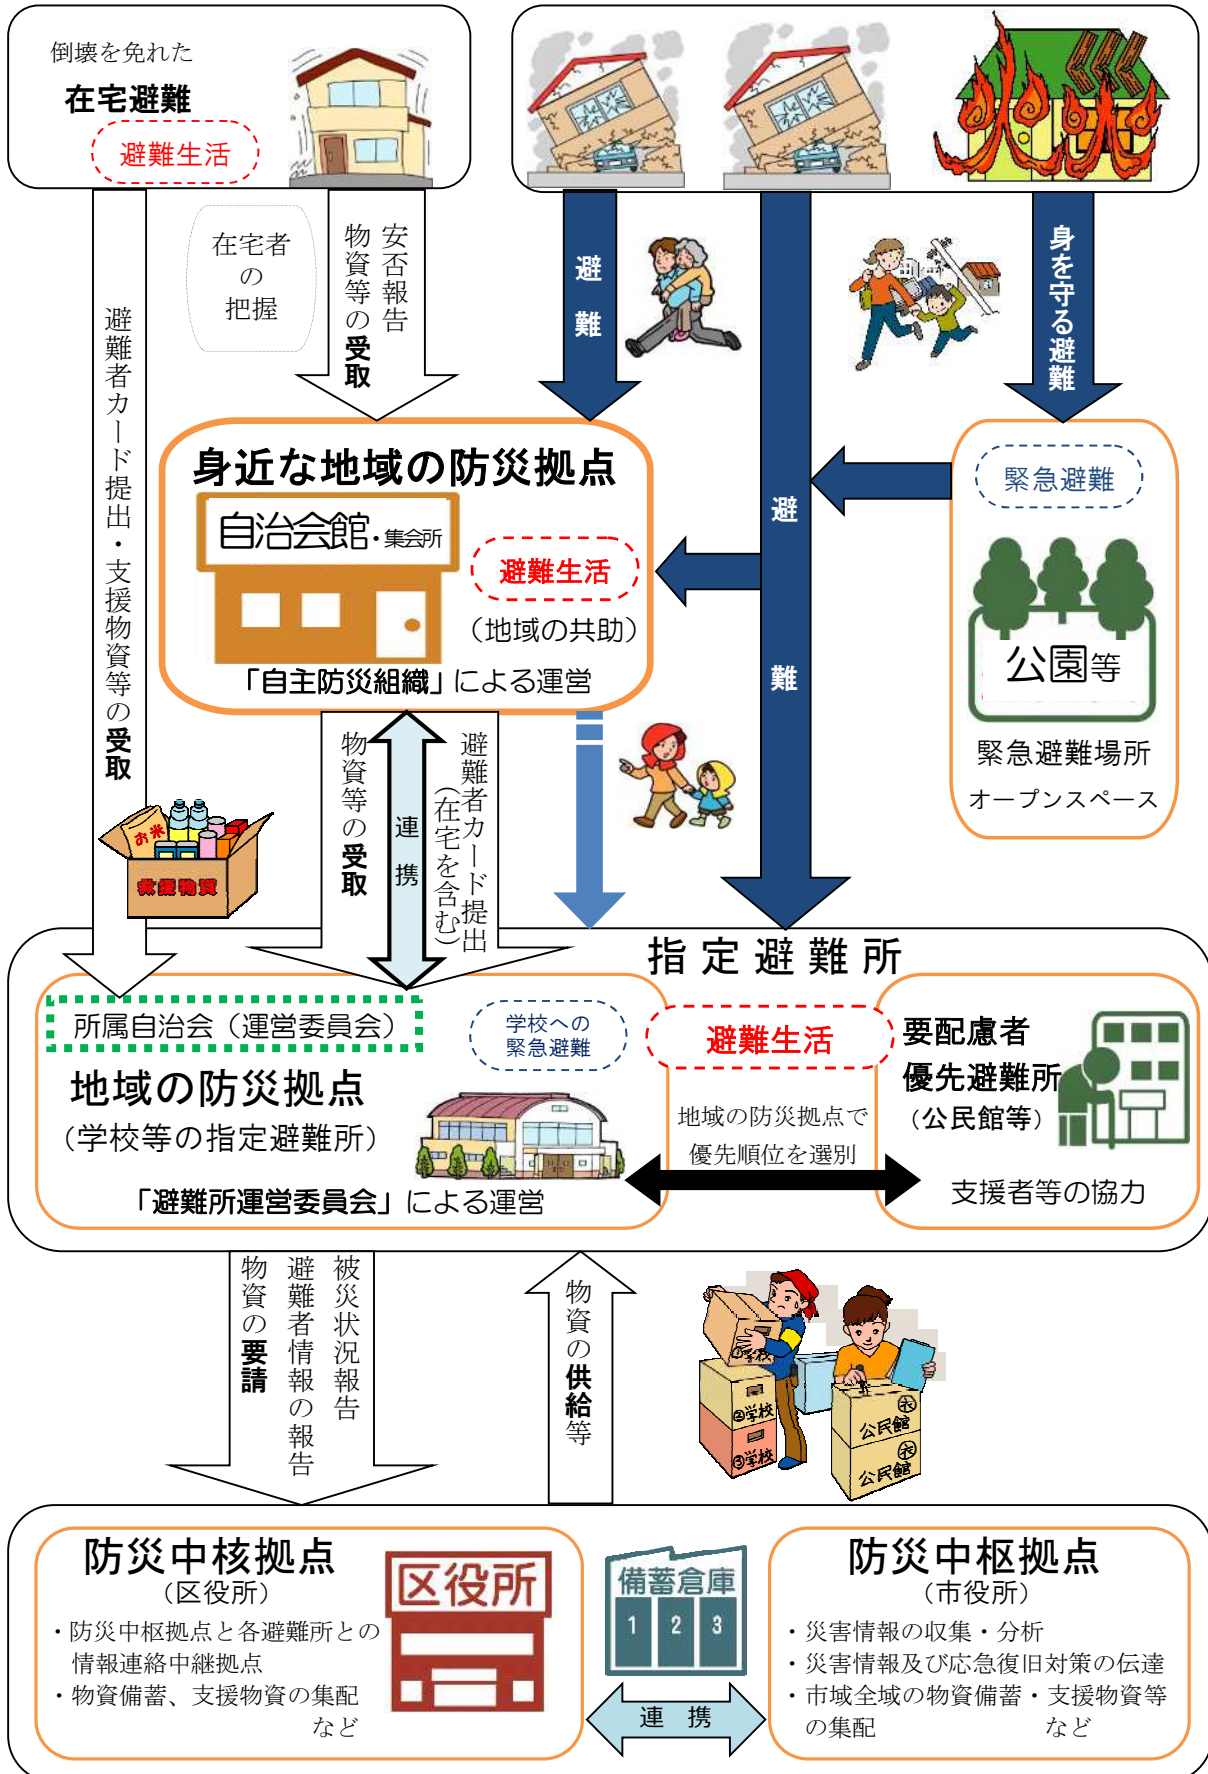 倒壊を免れた
在宅避難
避難生活
火災
在宅者
の
把握
安否報告
物資等の受取
避難
身を守る避難
避難者カード提出・支援物資等の受取
身近な地域の防災拠点
自治会館・集会所
避難生活
(地域の共助)
「自主防災組織」による運営
避難
緊急避難
公園等
緊急避難場所
オープンスペース
物資等の受取
連携
避難者カード提出
(在宅を含む)
お米
救援物資
指定避難所
所属自治会(運営委員会)
学校への
緊急避難
避難生活
地域の防災拠点
(学校等の指定避難所)
「避難所運営委員会」による運営
地域の防災拠点で
優先順位を選別
要配慮者
優先避難所
(公民館等)
支援者等の協力
被災状況報告
避難者情報の報告
物資の要請
物資の供給等
①学校
②学校
③学校
衣
公民館
衣
公民館
防災中核拠点
(区役所)
・防災中枢拠点と各避難所との
情報連絡中継拠点
・物資備蓄、支援物資の集配
など
区役所
備蓄倉庫
1 2 3
連携
防災中枢拠点
(市役所)
・災害情報の収集・分析
・災害情報及び応急復旧対策の伝達
・市域全域の物資備蓄・支援物資等
の集配 など